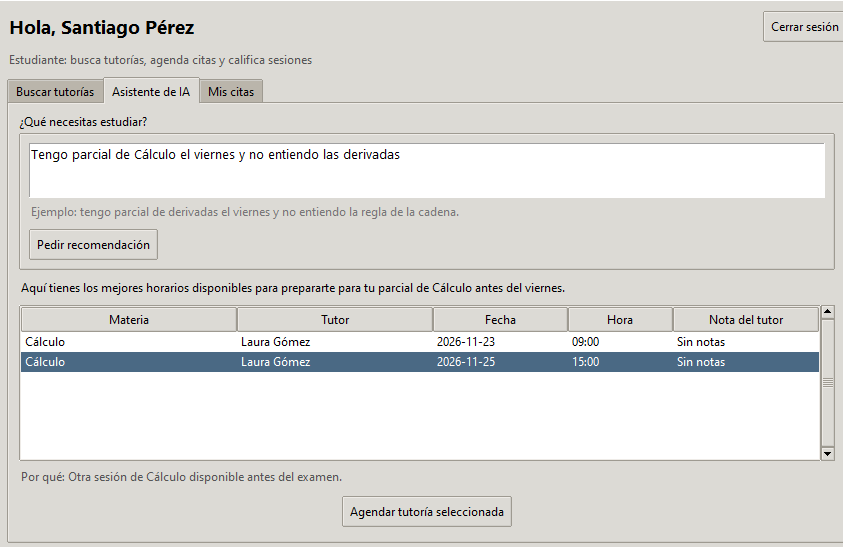 Hola, Santiago Pérez
Cerrar sesión
Estudiante: busca tutorías, agenda citas y califica sesiones
Buscar tutorías Asistente de IA Mis citas
¿Qué necesitas estudiar?
Tengo parcial de Cálculo el viernes y no entiendo las derivadas
Ejemplo: tengo parcial de derivadas el viernes y no entiendo la regla de la cadena.
Pedir recomendación
Aquí tienes los mejores horarios disponibles para prepararte para tu parcial de Cálculo antes del viernes.
Materia Tutor Fecha Hora Nota del tutor
Cálculo Laura Gómez 2026-11-23 09:00 Sin notas
Cálculo Laura Gómez 2026-11-25 15:00 Sin notas
Por qué: Otra sesión de Cálculo disponible antes del examen.
Agendar tutoría seleccionada